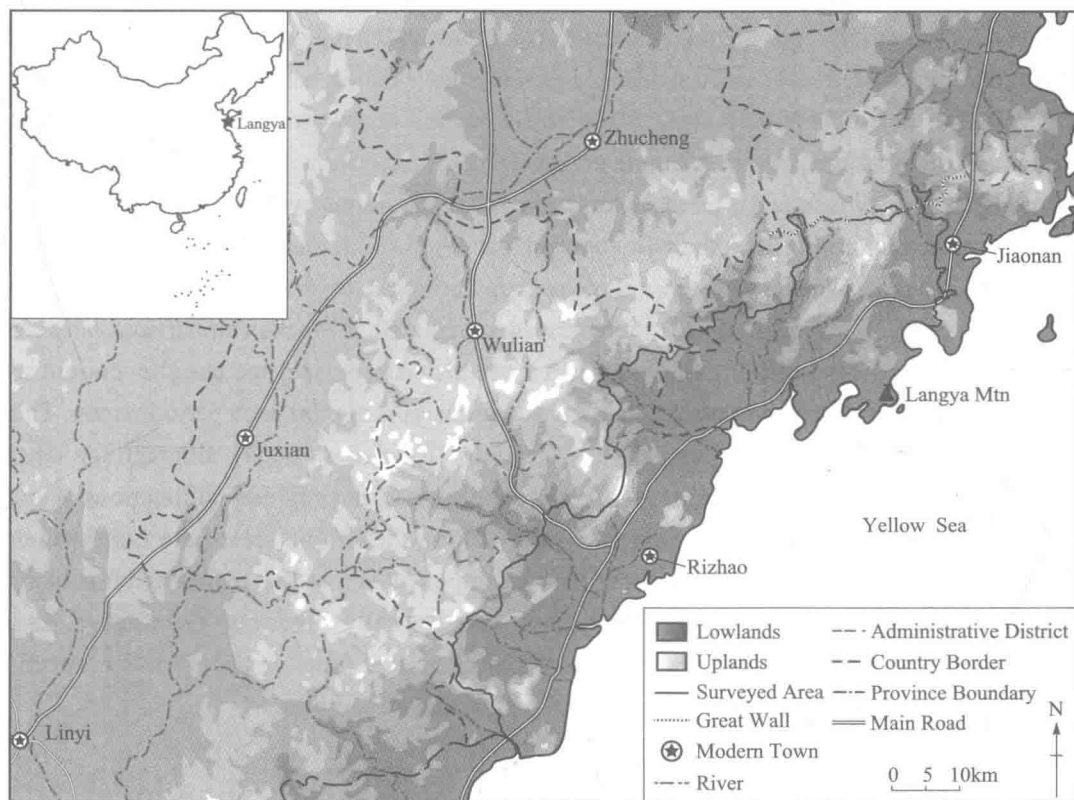 Langya
Zhucheng
Jiaonan
Wulian
Langya Mtn
Juxian
Yellow Sea
Rizhao
Linyi
Lowlands
Uplands
Surveyed Area
Great Wall
Modern Town
River
Administrative District
Country Border
Province Boundary
Main Road
N
0 5 10km